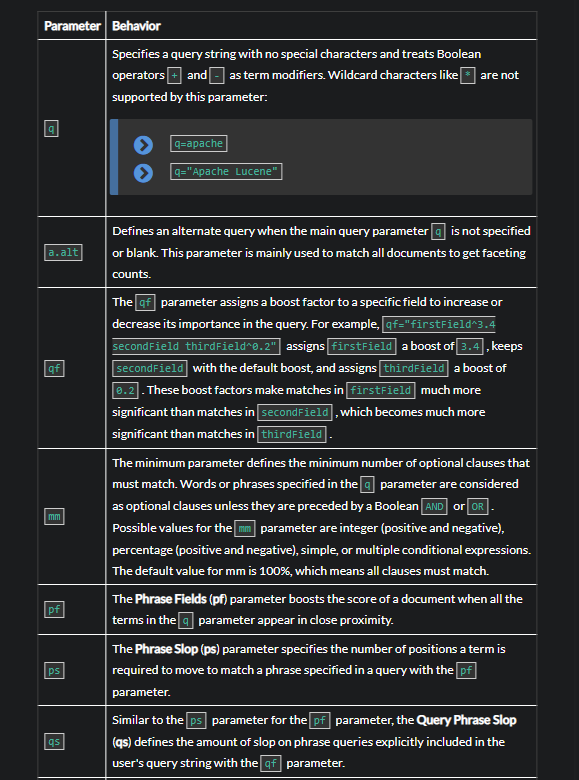 Parameter Behavior
Specifies a query string with no special characters and treats Boolean
operators + and - as term modifiers. Wildcard characters like * are not
supported by this parameter:
q
q=apache
q="Apache Lucene"
Defines an alternate query when the main query parameter q is not specified
a.alt
or blank. This parameter is mainly used to match all documents to get faceting
counts.
The qf parameter assigns a boost factor to a specific field to increase or
decrease its importance in the query. For example, qf="firstField^3.4
secondField thirdField^0.2" assigns firstField a boost of 3.4 , keeps
qf
secondField with the default boost, and assigns thirdField a boost of
0.2 . These boost factors make matches in firstField much more
significant than matches in secondField , which becomes much more
significant than matches in thirdField .
The minimum parameter defines the minimum number of optional clauses that
must match. Words or phrases specified in the q parameter are considered
as optional clauses unless they are preceded by a Boolean AND or OR .
mm
Possible values for the mm parameter are integer (positive and negative),
percentage (positive and negative), simple, or multiple conditional expressions.
The default value for mm is 100%, which means all clauses must match.
The Phrase Fields (pf) parameter boosts the score of a document when all the
pf
terms in the q parameter appear in close proximity.
The Phrase Slop (ps) parameter specifies the number of positions a term is
ps
required to move to match a phrase specified in a query with the pf
parameter.
Similar to the ps parameter for the pf parameter, the Query Phrase Slop
qs
(qs) defines the amount of slop on phrase queries explicitly included in the
user's query string with the qf parameter.